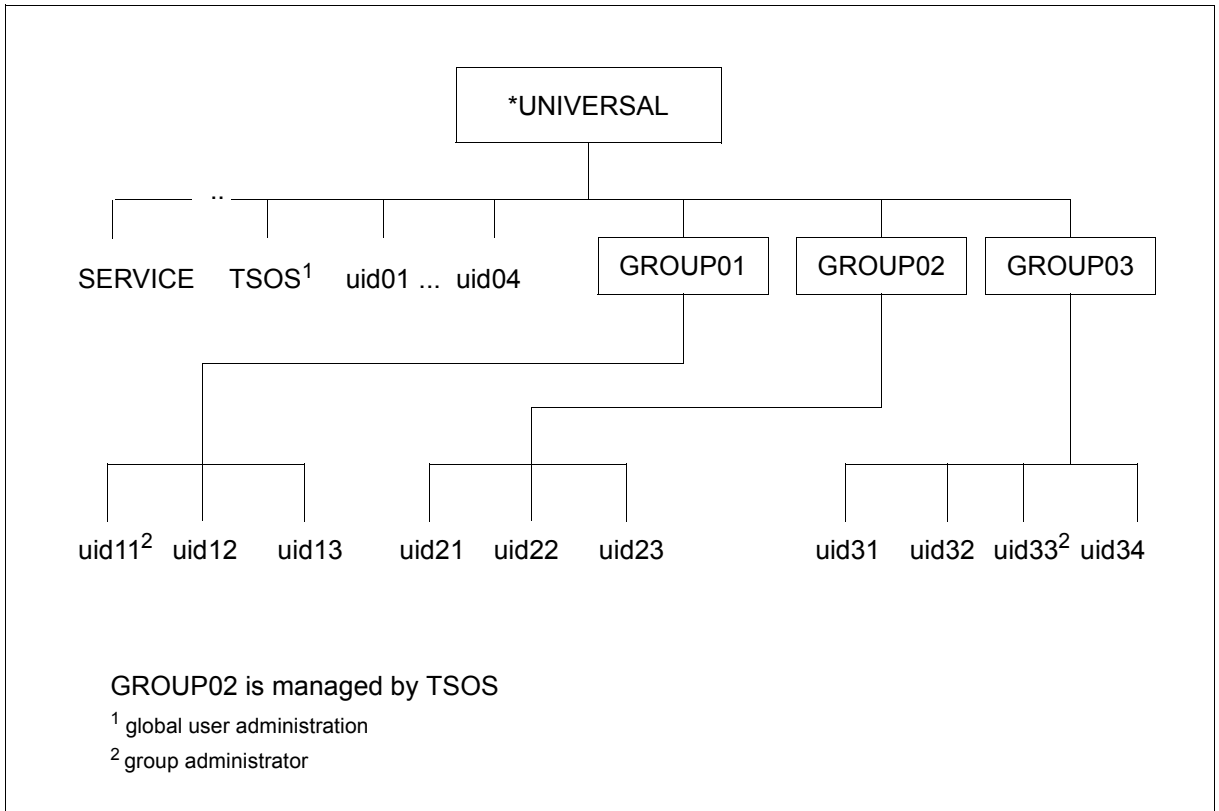 *UNIVERSAL
..
SERVICE TSOS¹ uid01 ... uid04 GROUP01 GROUP02 GROUP03
uid11² uid12 uid13 uid21 uid22 uid23 uid31 uid32 uid33² uid34
GROUP02 is managed by TSOS
¹ global user administration
² group administrator